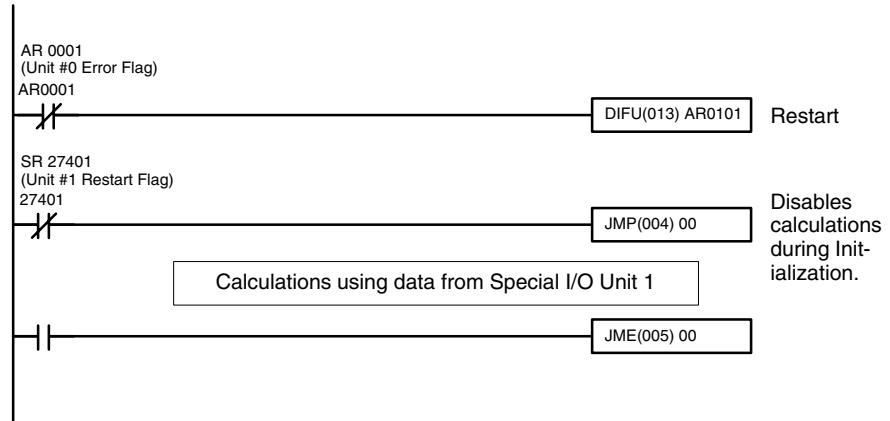 AR 0001
(Unit #0 Error Flag)
AR0001
DIFU(013) AR0101
Restart
SR 27401
(Unit #1 Restart Flag)
27401
JMP(004) 00
Disables
calculations
during Init-
ialization.
Calculations using data from Special I/O Unit 1
JME(005) 00